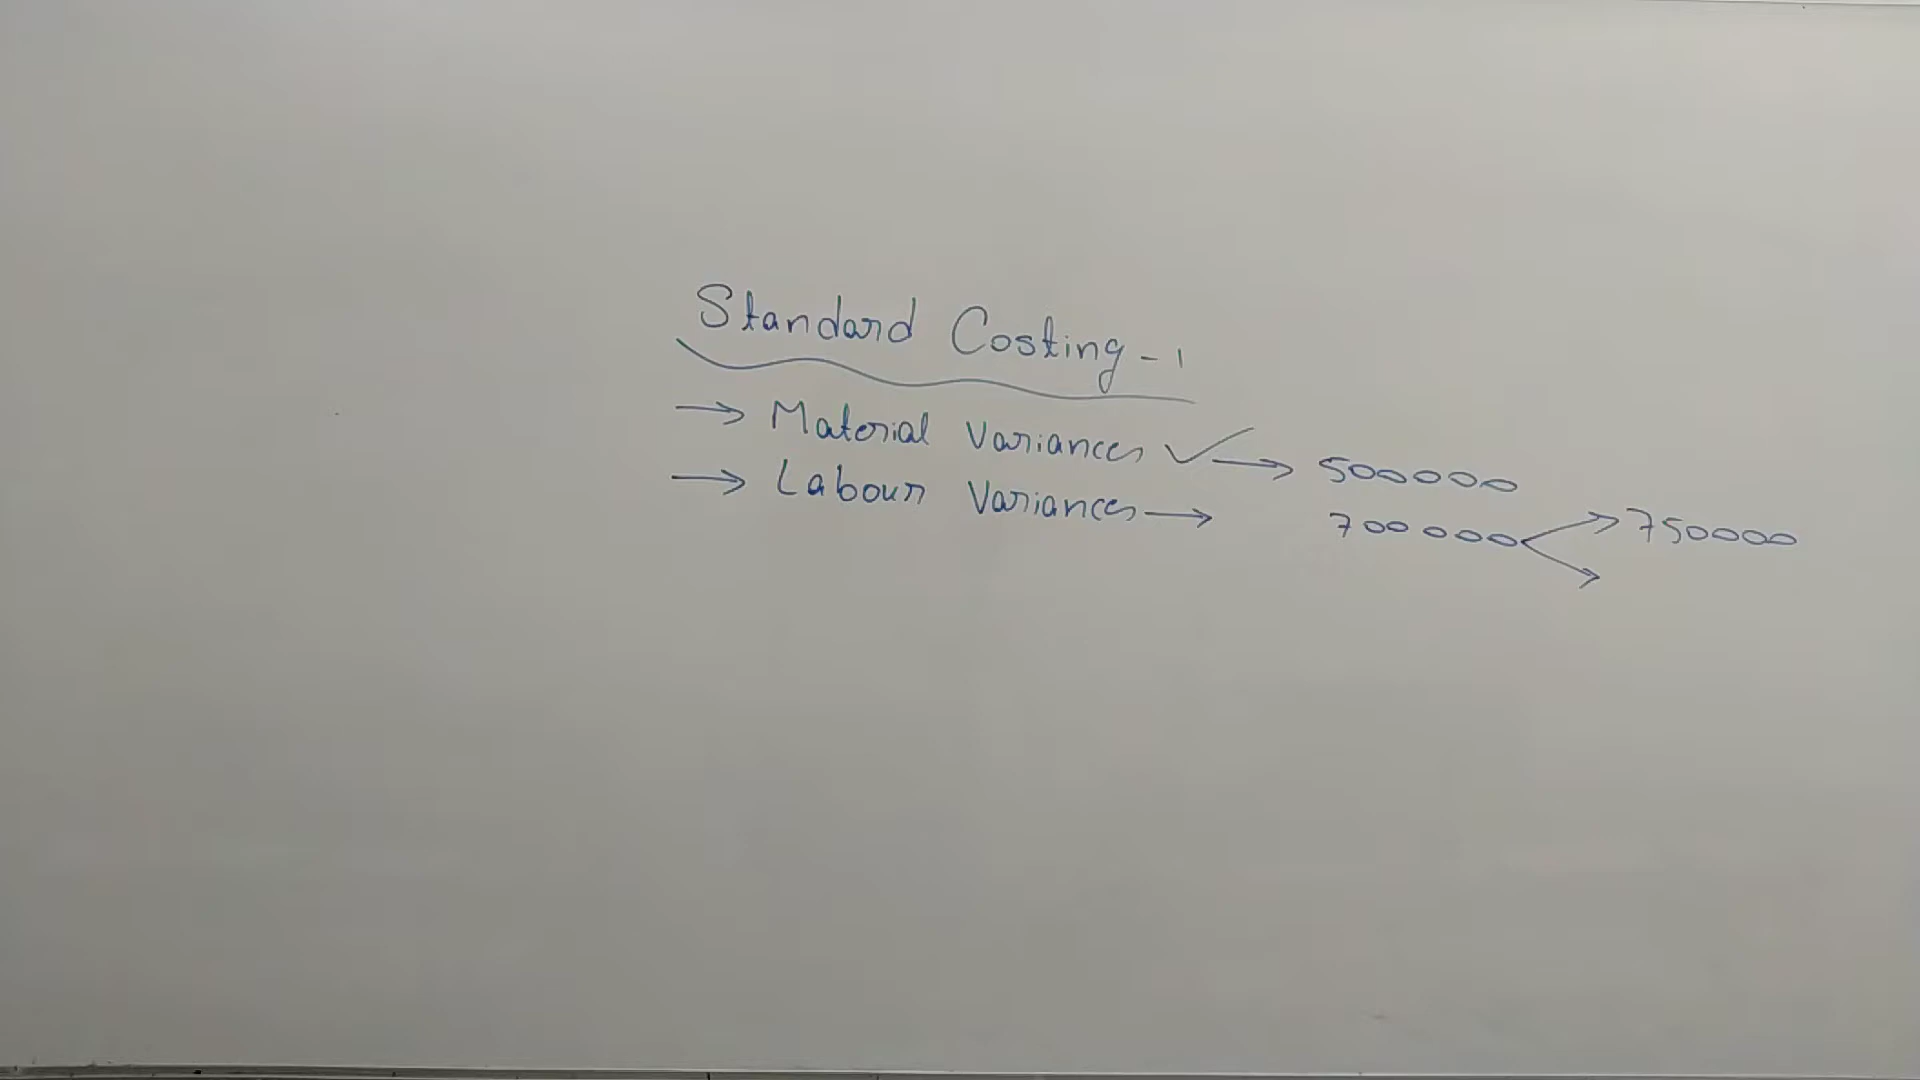 Standard Costing - 1
→ Material Variances ✓ → 500000
→ Labour Variances → 700000 → 750000